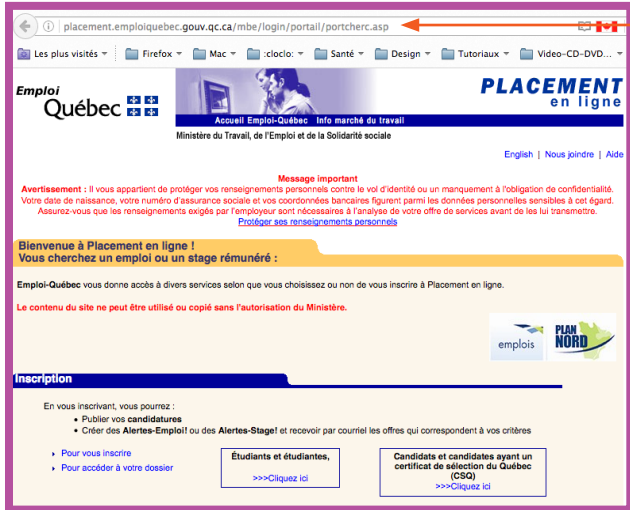 placement.emploiquebec.gouv.qc.ca/mbe/login/portail/portcherc.asp
Les plus visités Firefox Mac :cloclo: Santé Design Tutoriaux Video-CD-DVD...
Emploi
Québec
PLACEMENT
en ligne
Accueil Emploi-Québec Info marché du travail
Ministère du Travail, de l'Emploi et de la Solidarité sociale
English | Nous joindre | Aide
Message important
Avertissement : Il vous appartient de protéger vos renseignements personnels contre le vol d'identité ou un manquement à l'obligation de confidentialité.
Votre date de naissance, votre numéro d'assurance sociale et vos coordonnées bancaires figurent parmi les données personnelles sensibles à cet égard.
Assurez-vous que les renseignements exigés par l'employeur sont nécessaires à l'analyse de votre offre de services avant de les lui transmettre.
Protéger ses renseignements personnels
Bienvenue à Placement en ligne !
Vous cherchez un emploi ou un stage rémunéré :
Emploi-Québec vous donne accès à divers services selon que vous choisissez ou non de vous inscrire à Placement en ligne.
Le contenu du site ne peut être utilisé ou copié sans l'autorisation du Ministère.
emplois
PLAN
NORD
Inscription
En vous inscrivant, vous pourrez :
• Publier vos candidatures
• Créer des Alertes-Emploi! ou des Alertes-Stage! et recevoir par courriel les offres qui correspondent à vos critères
Pour vous inscrire
Pour accéder à votre dossier
Étudiants et étudiantes,
>>>Cliquez ici
Candidats et candidates ayant un
certificat de sélection du Québec
(CSQ)
>>>Cliquez ici